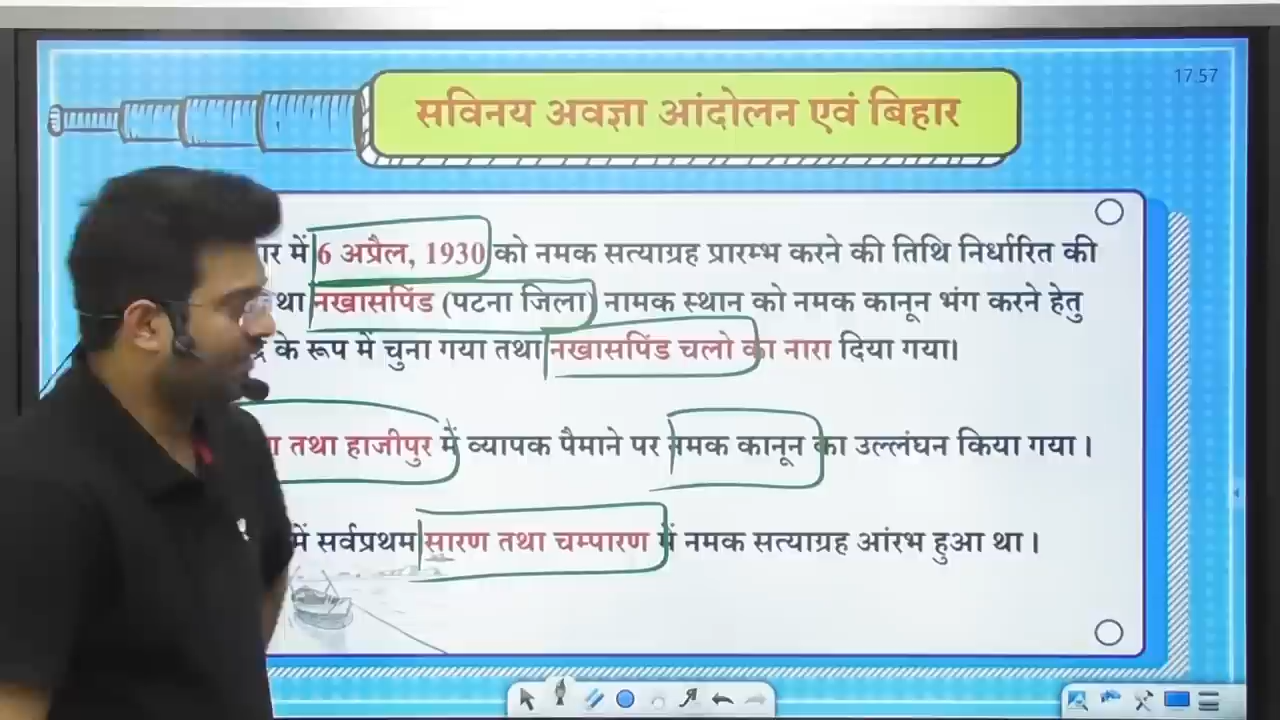 17:57
सविनय अवज्ञा आंदोलन एवं बिहार
में 6 अप्रैल, 1930 को नमक सत्याग्रह प्रारम्भ करने की तिथि निर्धारित की
नखासपिंड (पटना जिला) नामक स्थान को नमक कानून भंग करने हेतु
के रूप में चुना गया तथा नखासपिंड चलो का नारा दिया गया।
तथा हाजीपुर में व्यापक पैमाने पर नमक कानून का उल्लंघन किया गया।
में सर्वप्रथम सारण तथा चम्पारण में नमक सत्याग्रह आंरभ हुआ था।